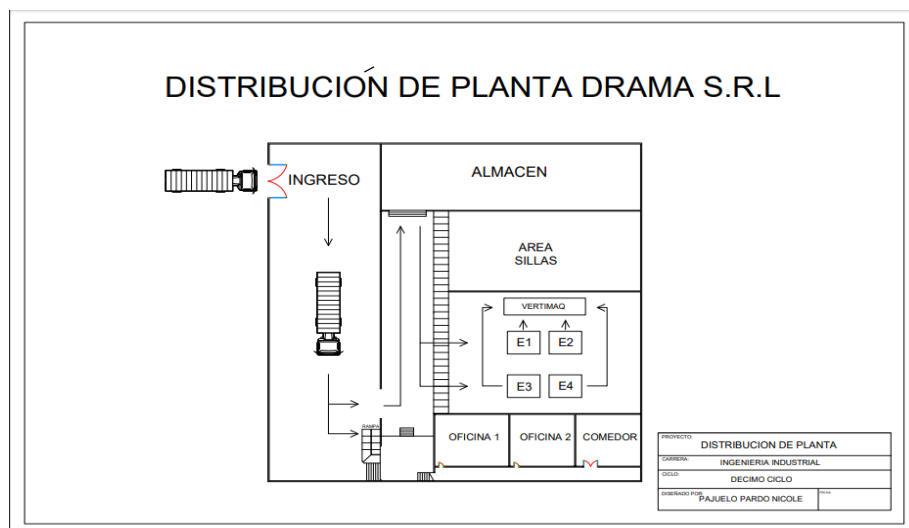 DISTRIBUCIÓN DE PLANTA DRAMA S.R.L
INGRESO
ALMACEN
AREA
SILLAS
VERTIMAQ
E1
E2
E3
E4
RAMPA
OFICINA 1
OFICINA 2
COMEDOR
PROYECTO:
DISTRIBUCION DE PLANTA
CARRERA:
INGENIERIA INDUSTRIAL
CICLO:
DECIMO CICLO
DISEÑADO POR:
PAJUELO PARDO NICOLE